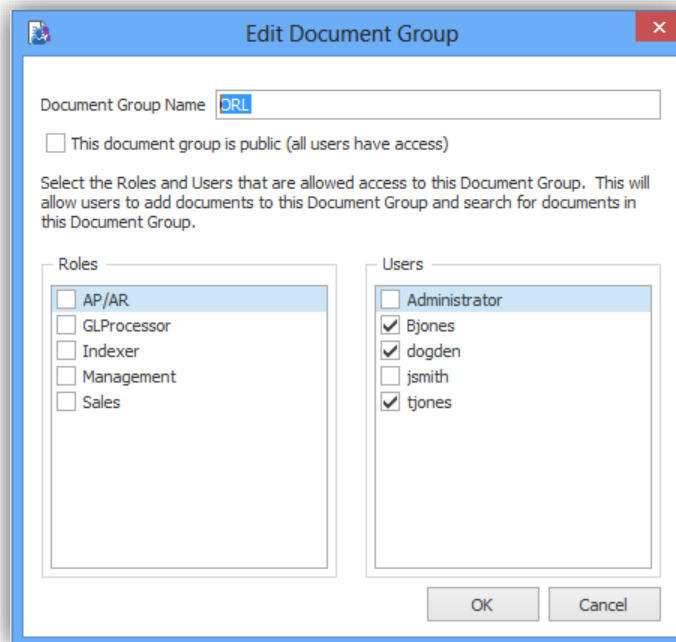 Edit Document Group
Document Group Name ORL
This document group is public (all users have access)
Select the Roles and Users that are allowed access to this Document Group. This will
allow users to add documents to this Document Group and search for documents in
this Document Group.
Roles
AP/AR
GLProcessor
Indexer
Management
Sales
Users
Administrator
Bjones
dogden
jsmith
tjones
OK Cancel